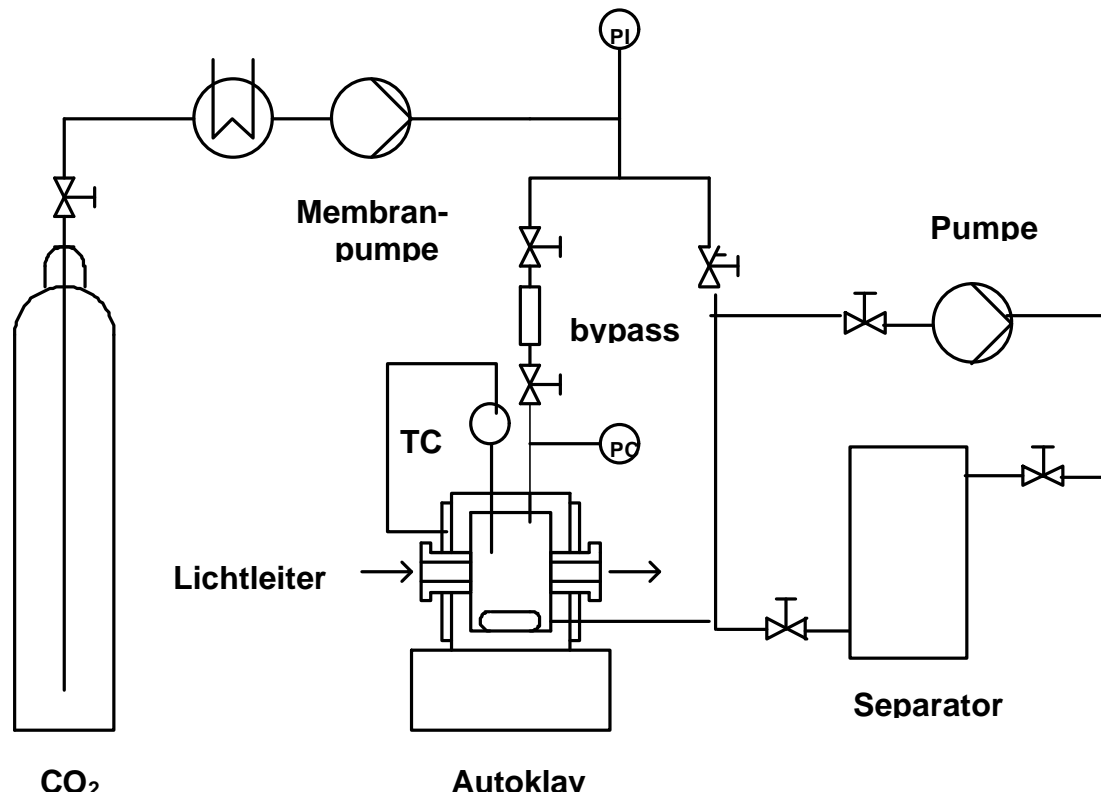 PI
Membran-
pumpe
Pumpe
bypass
TC
PC
Lichtleiter
Separator
CO₂
Autoklav